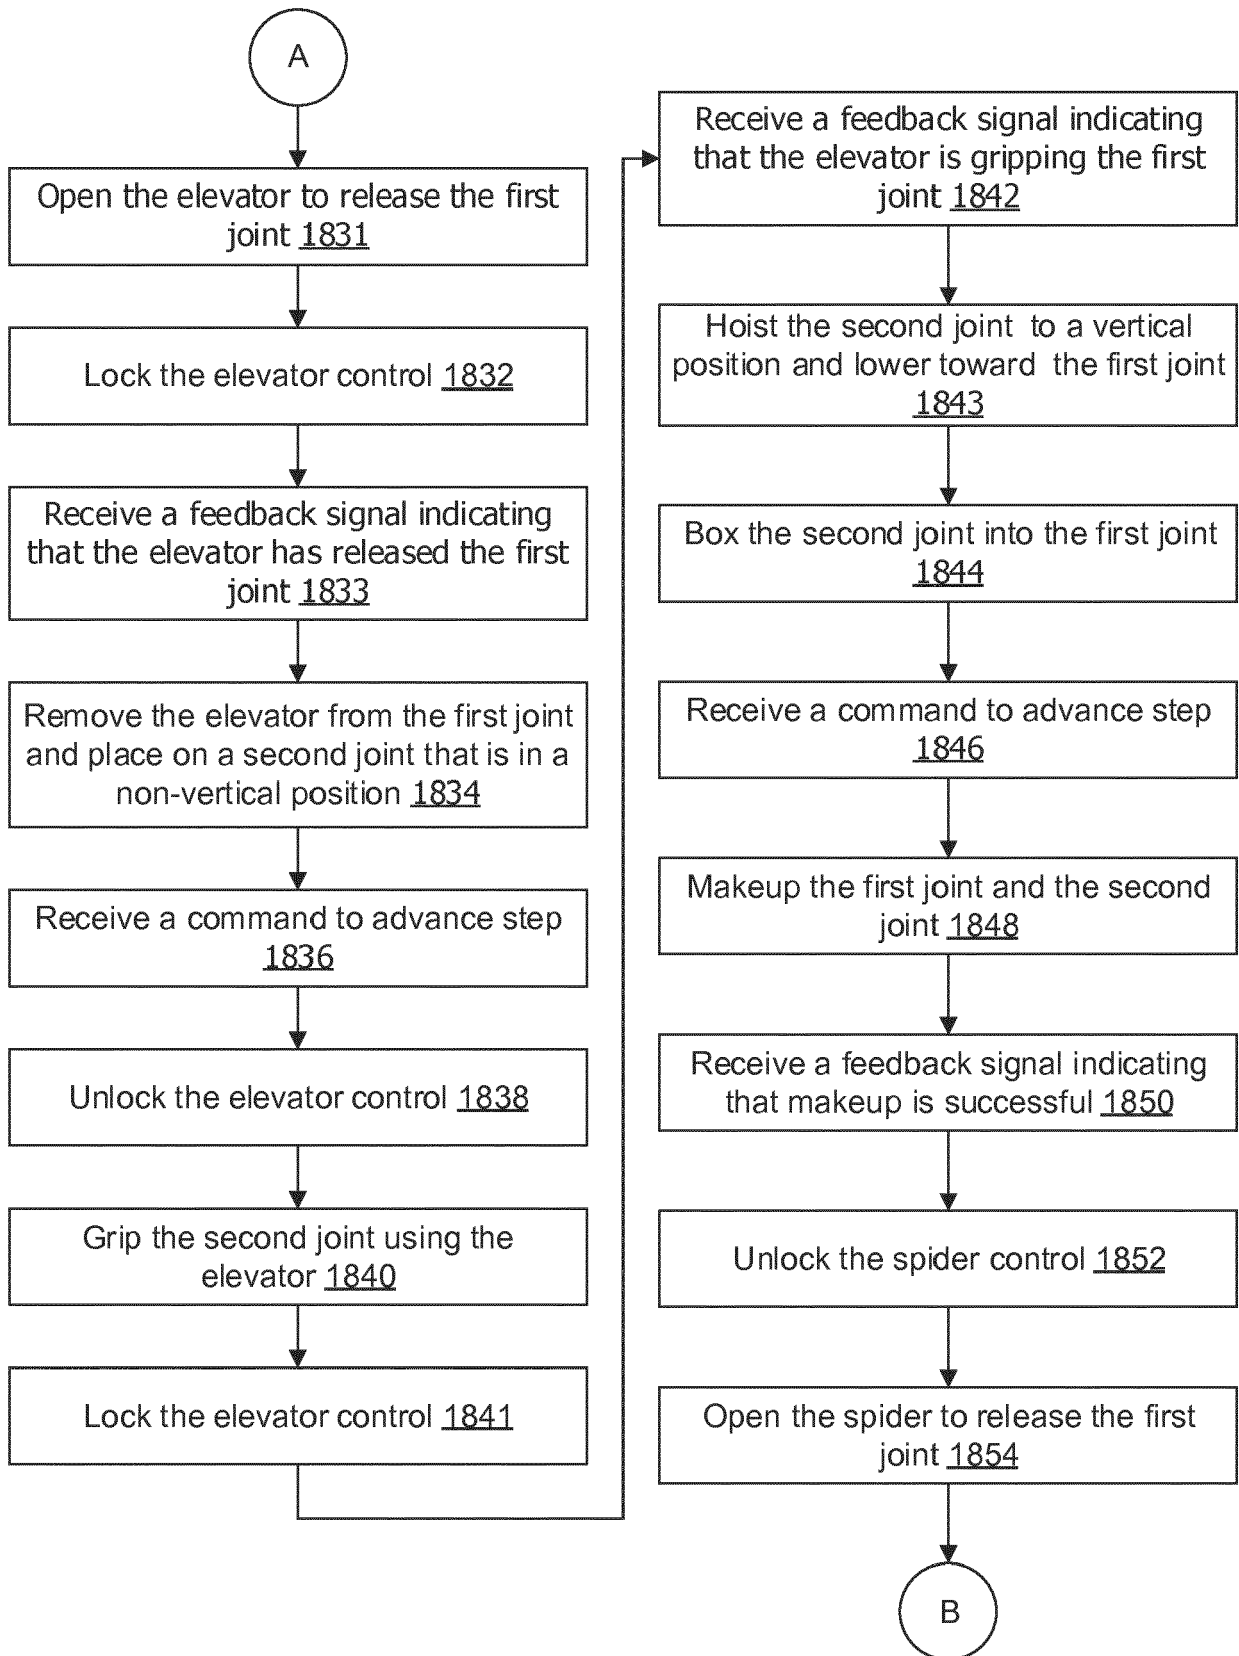 A
Open the elevator to release the first
joint 1831
Lock the elevator control 1832
Receive a feedback signal indicating
that the elevator has released the first
joint 1833
Remove the elevator from the first joint
and place on a second joint that is in a
non-vertical position 1834
Receive a command to advance step
1836
Unlock the elevator control 1838
Grip the second joint using the
elevator 1840
Lock the elevator control 1841
Receive a feedback signal indicating
that the elevator is gripping the first
joint 1842
Hoist the second joint to a vertical
position and lower toward the first joint
1843
Box the second joint into the first joint
1844
Receive a command to advance step
1846
Makeup the first joint and the second
joint 1848
Receive a feedback signal indicating
that makeup is successful 1850
Unlock the spider control 1852
Open the spider to release the first
joint 1854
B